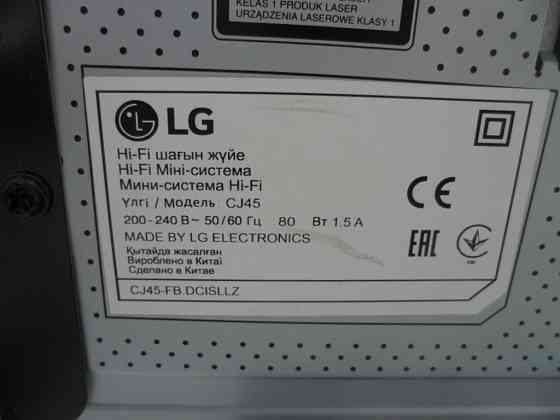 KELAS 1 PRODUK LASER
URZĄDZENIA LASEROWE KLASY 1
LG
Hi-Fi шағын жүйе
Hi-Fi Міні-система
Мини-система Hi-Fi
Үлгі / Модель CJ45
200-240 В~ 50/60 Гц 80 Вт 1.5 A
MADE BY LG ELECTRONICS
Қытайда жасалған
Вироблено в Китаї
Сделано в Китае
CJ45-FB.DCISLLZ
CE
EAC